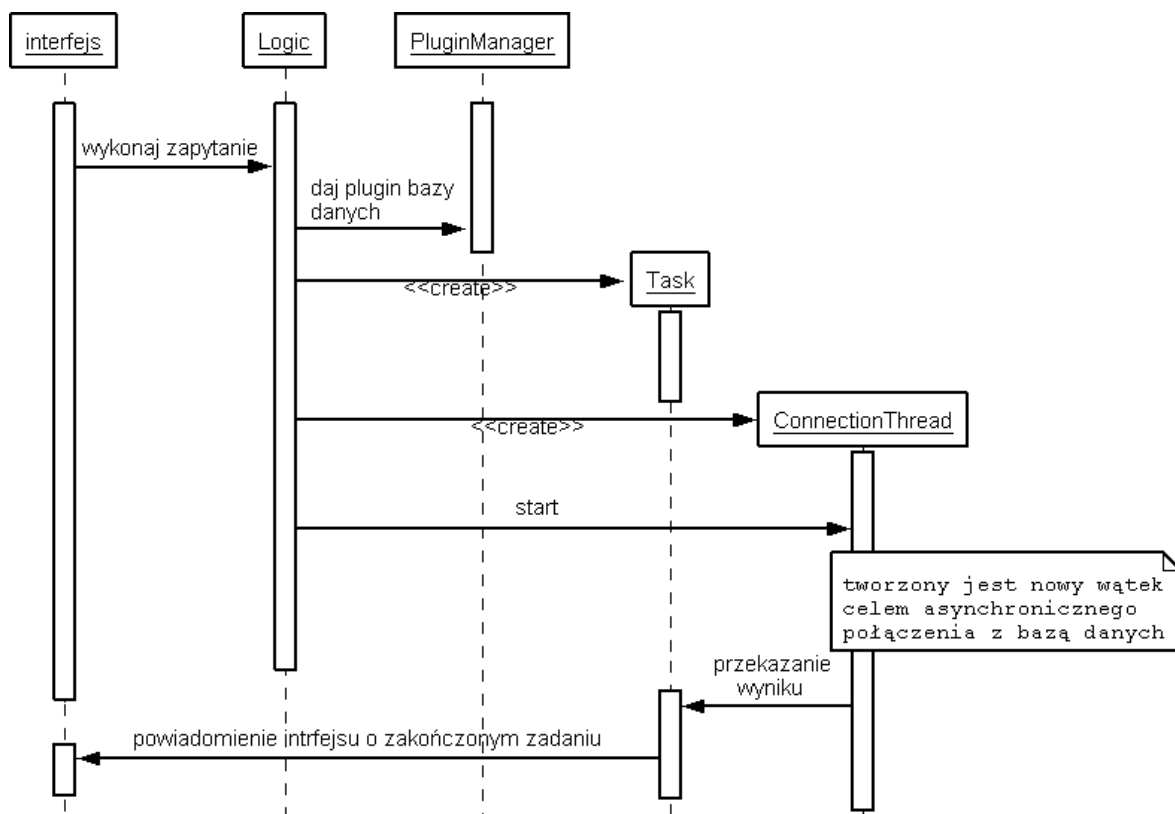 interfejs
Logic
PluginManager
wykonaj zapytanie
daj plugin bazy
danych
<<create>>
Task
<<create>>
ConnectionThread
start
tworzony jest nowy wątek
celem asynchronicznego
połączenia z bazą danych
przekazanie
wyniku
powiadomienie intrfejsu o zakończonym zadaniu